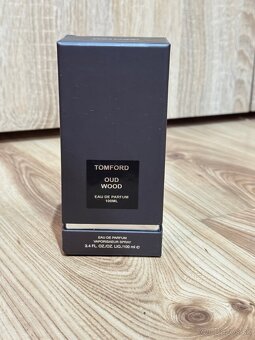 TOMFORD
OUD
WOOD
EAU DE PARFUM
100ML
EAU DE PARFUM
VAPORISATEUR SPRAY
3.4 FL. OZ./OZ. LIQ./100 ml ℮